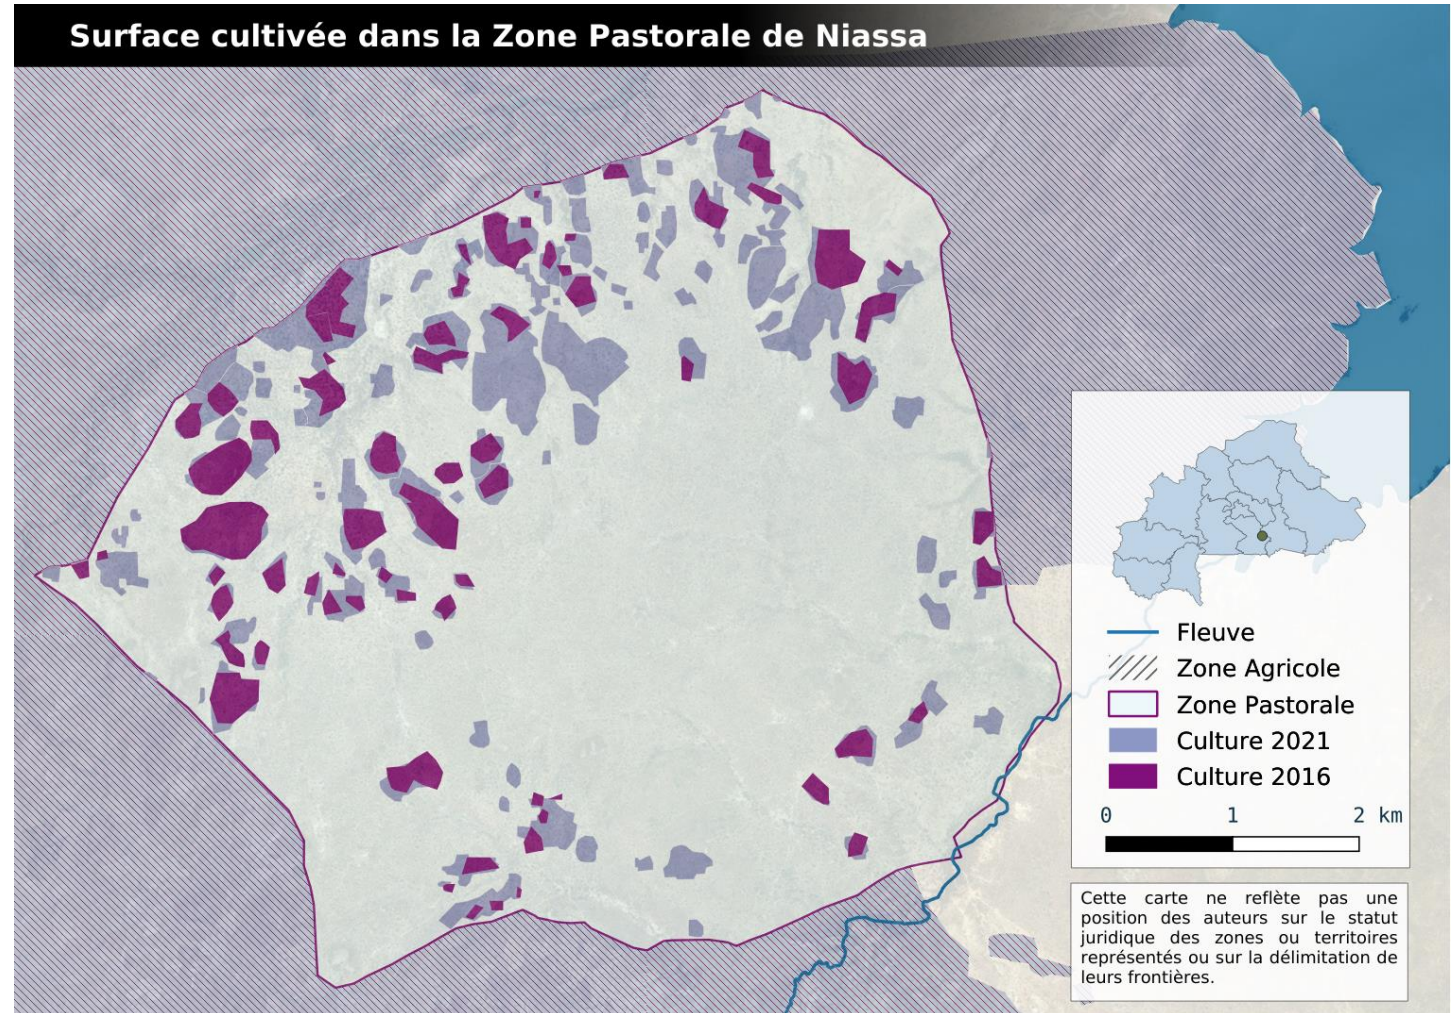 Surface cultivée dans la Zone Pastorale de Niassa
Fleuve
Zone Agricole
Zone Pastorale
Culture 2021
Culture 2016
0 1 2 km
Cette carte ne reflète pas une
position des auteurs sur le statut
juridique des zones ou territoires
représentés ou sur la délimitation de
leurs frontières.